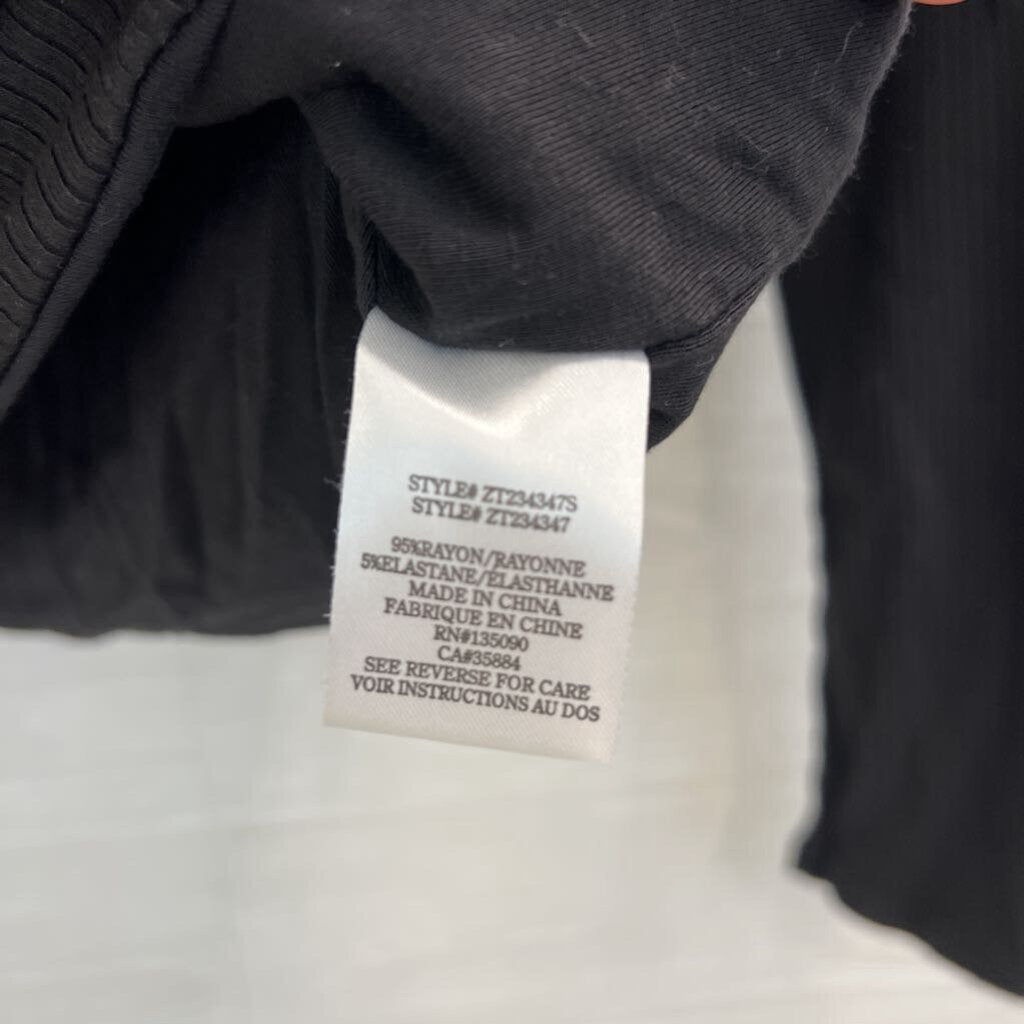 STYLE# ZT234347S
STYLE# ZT234347
95%RAYON/RAYONNE
5%ELASTANE/ELASTHANNE
MADE IN CHINA
FABRIQUE EN CHINE
RN#135090
CA#35884
SEE REVERSE FOR CARE
VOIR INSTRUCTIONS AU DOS